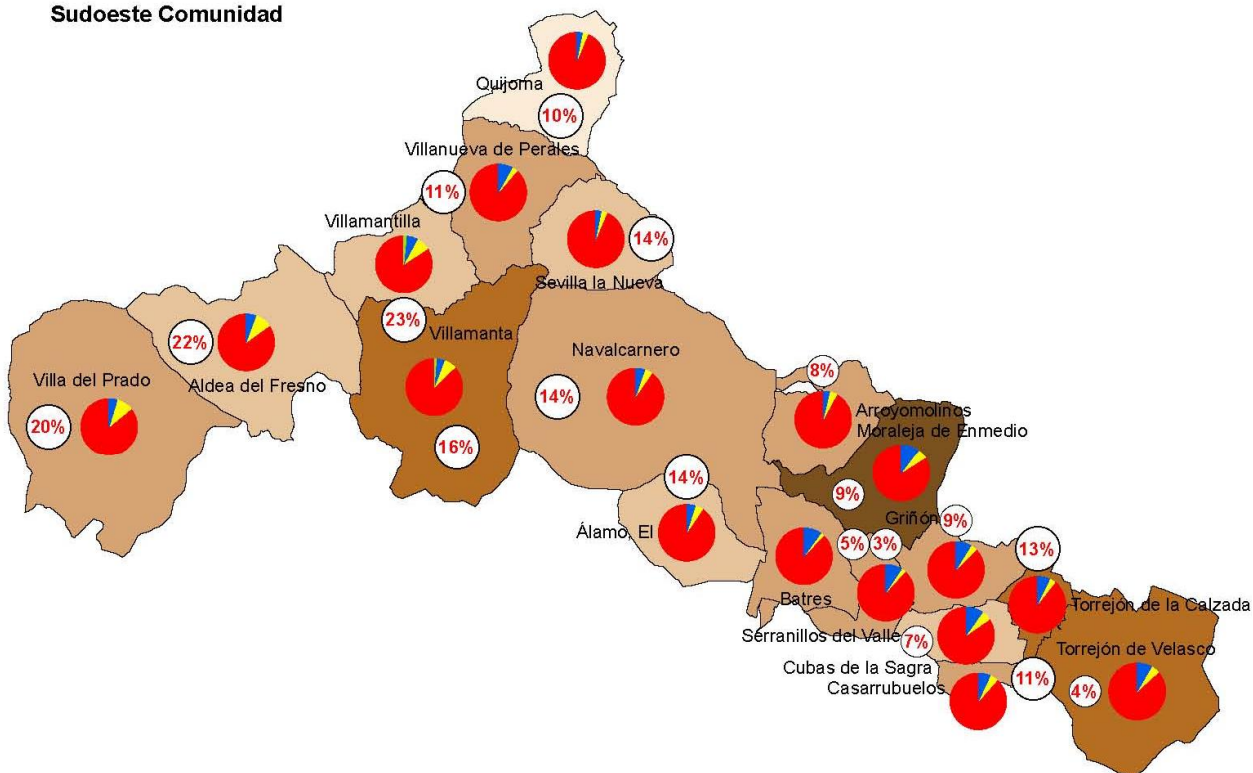 Sudoeste Comunidad
Quijorna
10%
Villanueva de Perales
11%
Villamantilla
14%
Sevilla la Nueva
23%
Villamanta
22%
Aldea del Fresno
Navalcarnero
Villa del Prado
8%
14%
20%
Arroyomolinos
Moraleja de Enmedio
16%
14%
9%
Griñón
9%
Álamo, El
5%
3%
13%
Batres
Torrejón de la Calzada
Serranillos del Valle
7%
Torrejón de Velasco
Cubas de la Sagra
Casarrubuelos
11%
4%